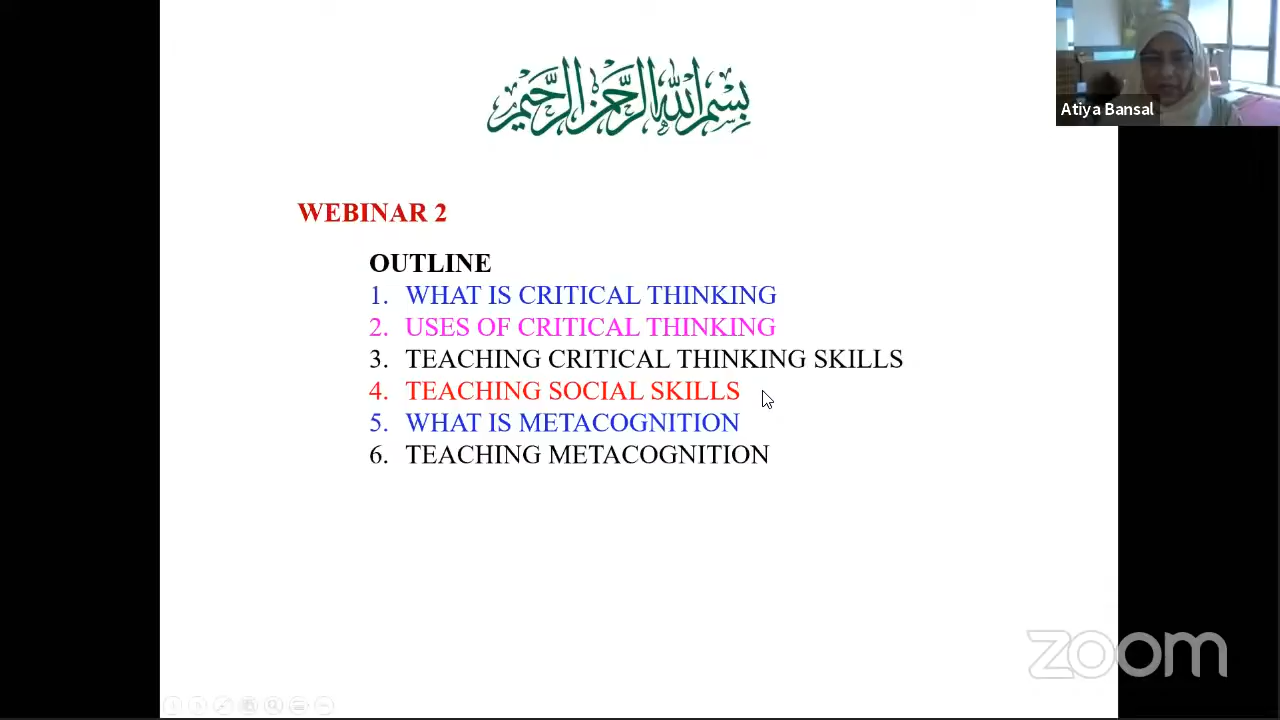 بسم الله الرحمن الرحيم
Atiya Bansal
WEBINAR 2
OUTLINE
1. WHAT IS CRITICAL THINKING
2. USES OF CRITICAL THINKING
3. TEACHING CRITICAL THINKING SKILLS
4. TEACHING SOCIAL SKILLS
5. WHAT IS METACOGNITION
6. TEACHING METACOGNITION
zoom